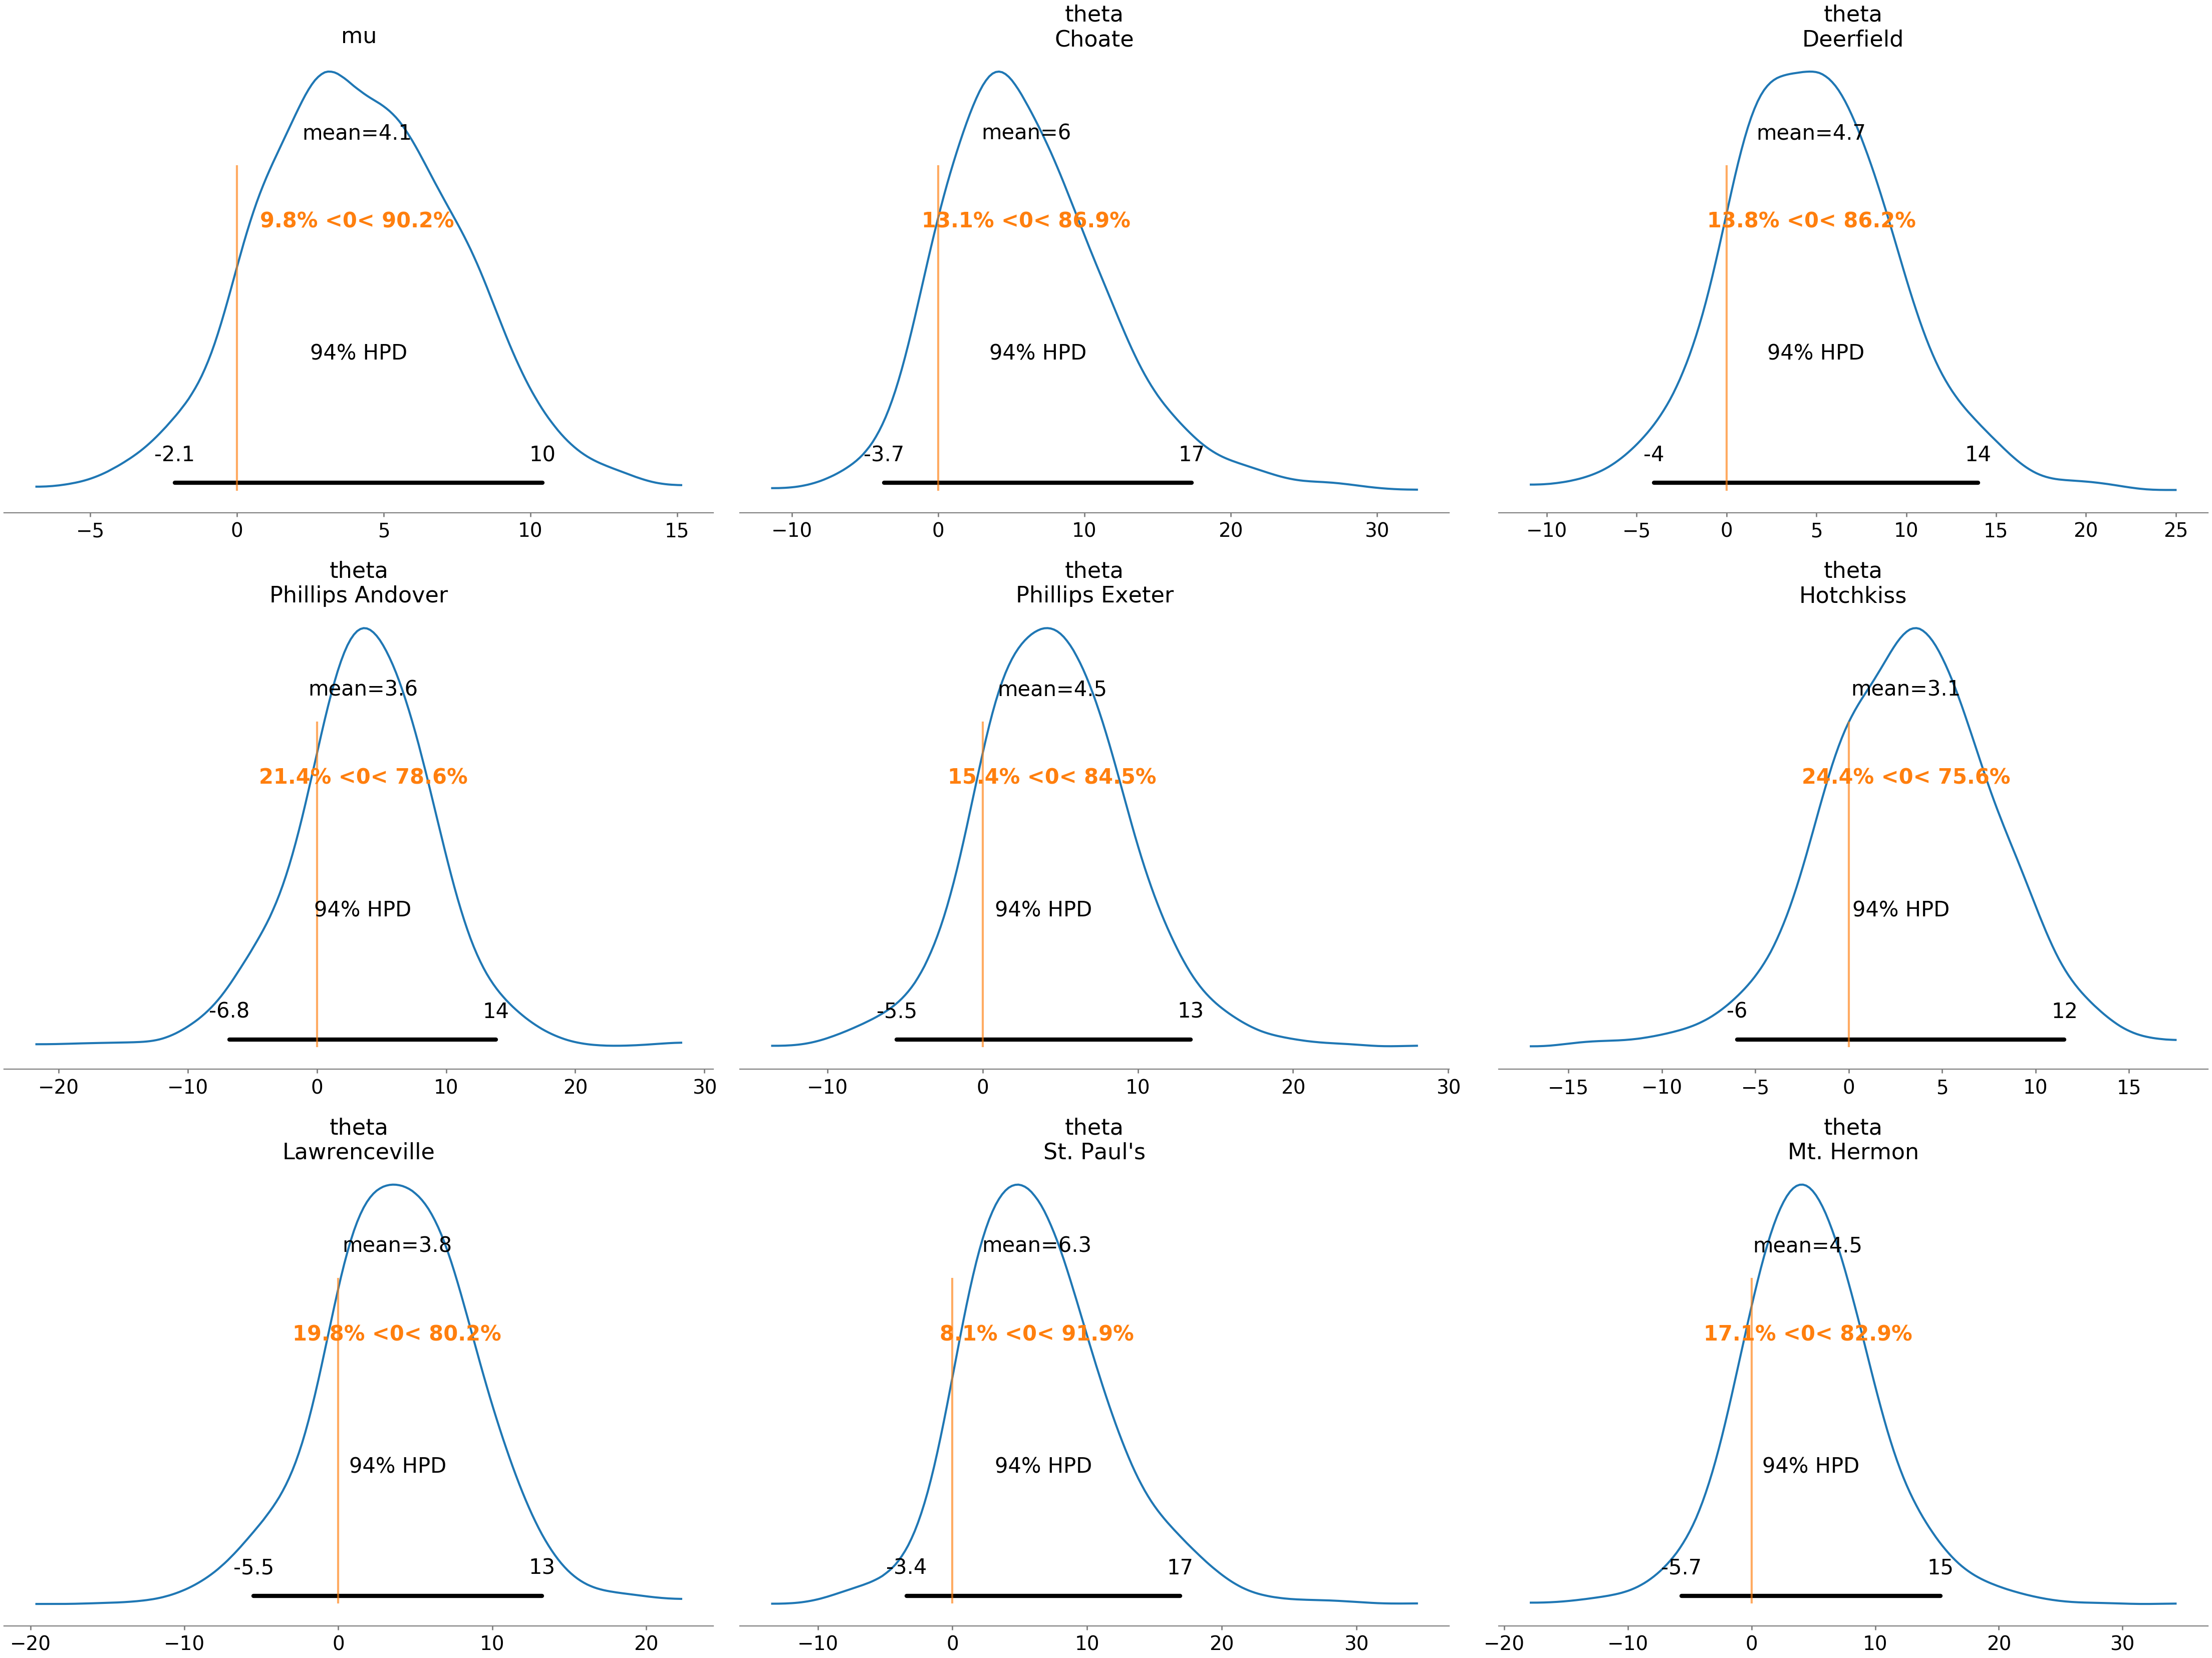 mu
mean=4.1
9.8% <0< 90.2%
94% HPD
-2.1 10
−5 0 5 10 15
theta
Choate
mean=6
13.1% <0< 86.9%
94% HPD
-3.7 17
−10 0 10 20 30
theta
Deerfield
mean=4.7
13.8% <0< 86.2%
94% HPD
-4 14
−10 −5 0 5 10 15 20 25
theta
Phillips Andover
mean=3.6
21.4% <0< 78.6%
94% HPD
-6.8 14
−20 −10 0 10 20 30
theta
Phillips Exeter
mean=4.5
15.4% <0< 84.5%
94% HPD
-5.5 13
−10 0 10 20 30
theta
Hotchkiss
mean=3.1
24.4% <0< 75.6%
94% HPD
-6 12
−15 −10 −5 0 5 10 15
theta
Lawrenceville
mean=3.8
19.8% <0< 80.2%
94% HPD
-5.5 13
−20 −10 0 10 20
theta
St. Paul's
mean=6.3
8.1% <0< 91.9%
94% HPD
-3.4 17
−10 0 10 20 30
theta
Mt. Hermon
mean=4.5
17.1% <0< 82.9%
94% HPD
-5.7 15
−20 −10 0 10 20 30